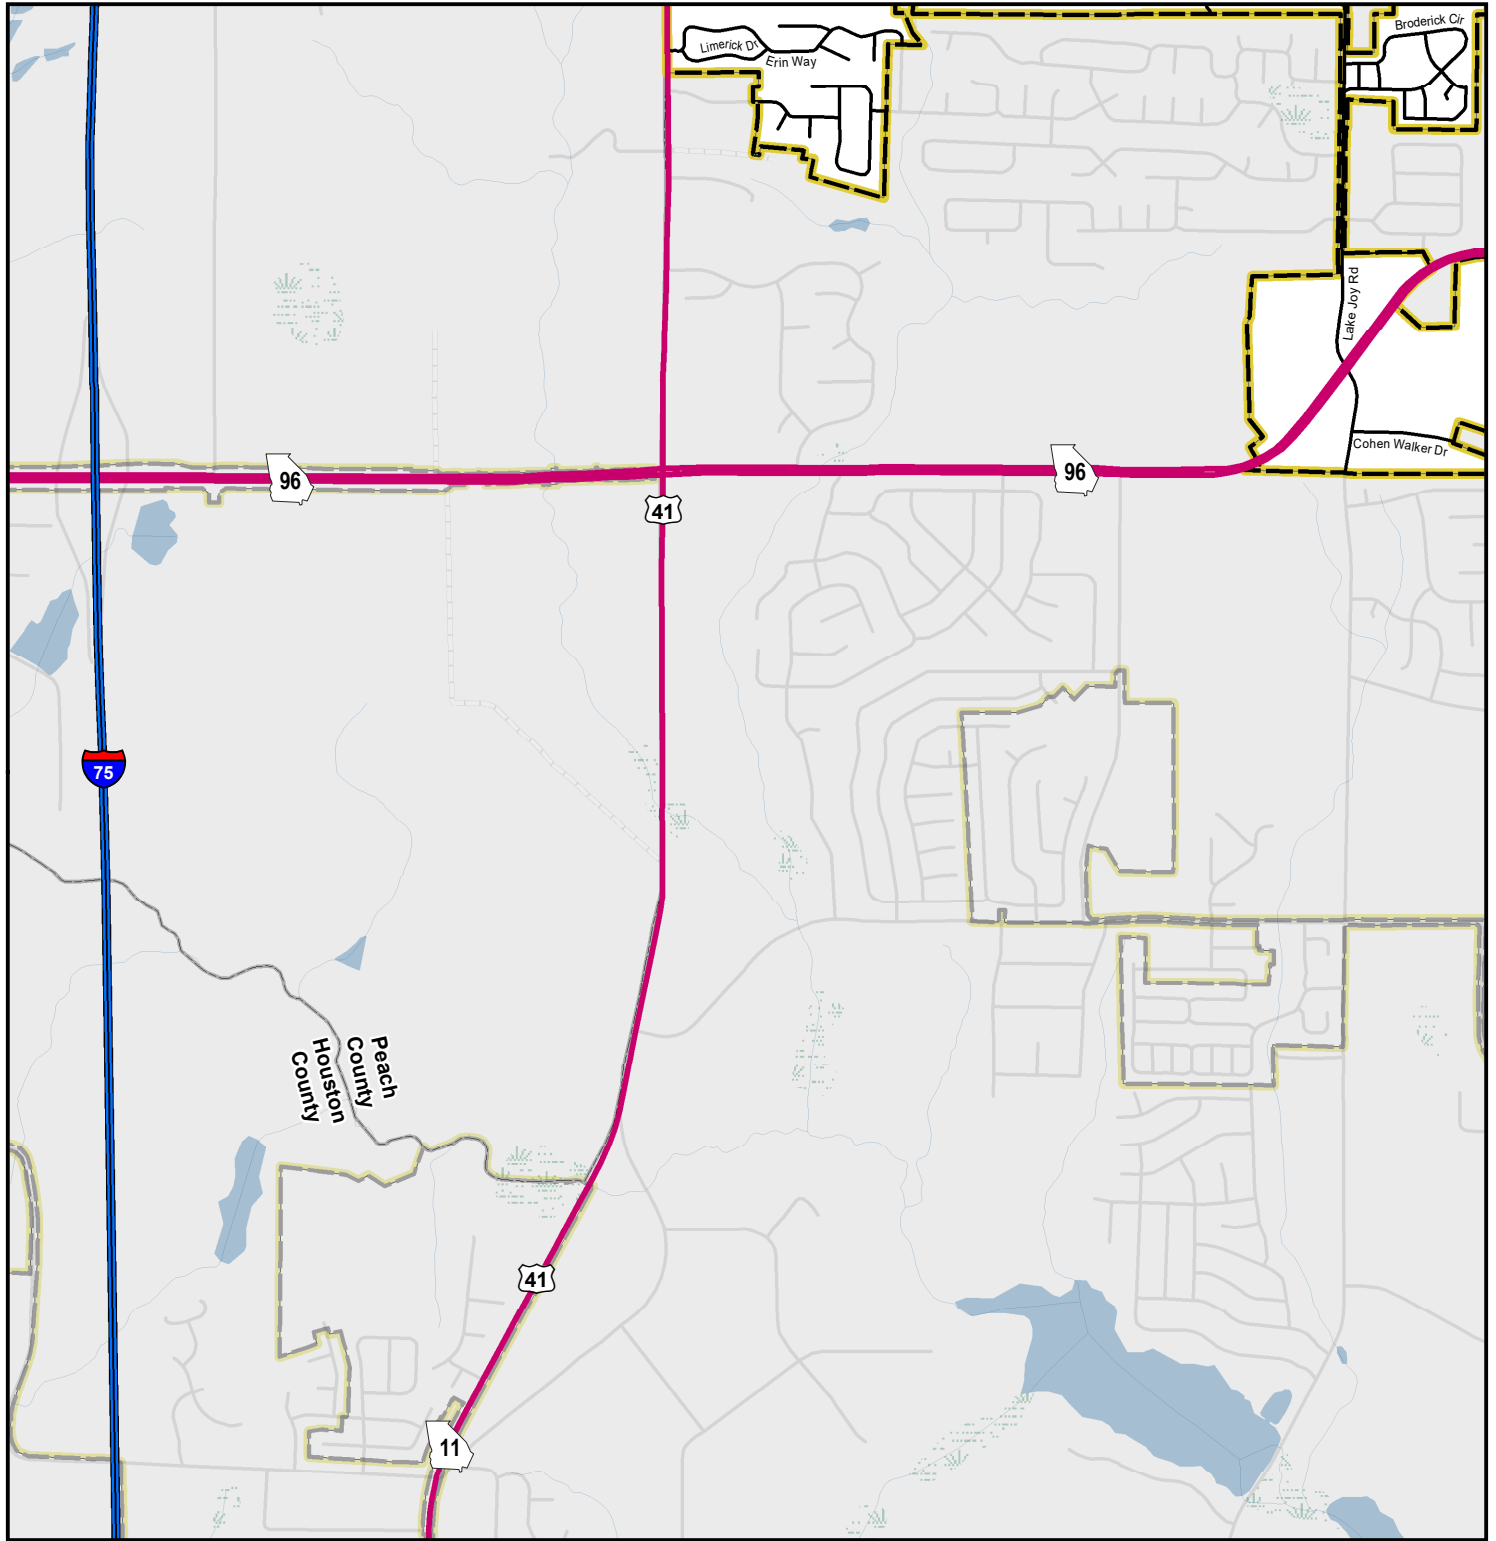 Broderick Cir
Limerick Dr
Erin Way
Lake Joy Rd
Cohen Walker Dr
96
96
41
75
Peach
County
Houston
County
41
11